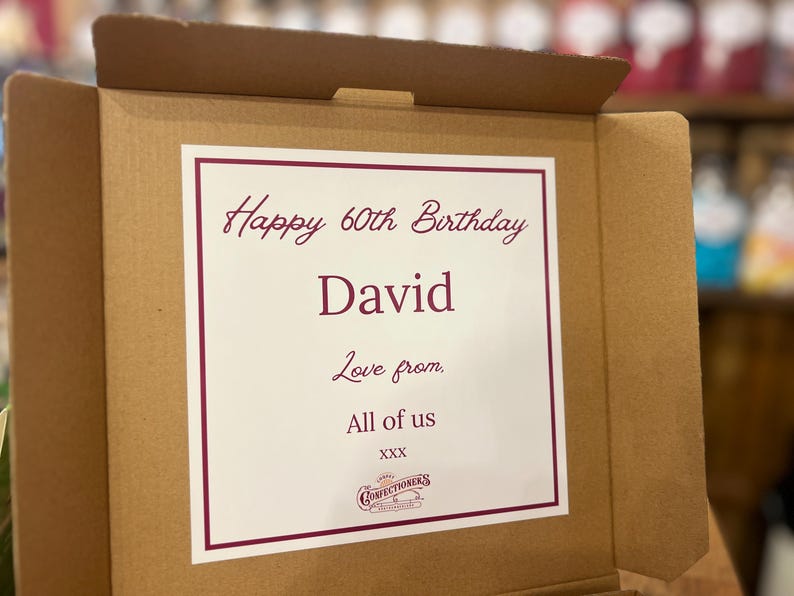 Happy 60th Birthday
David
Love from,
All of us
xxx
CONFECTIONERS